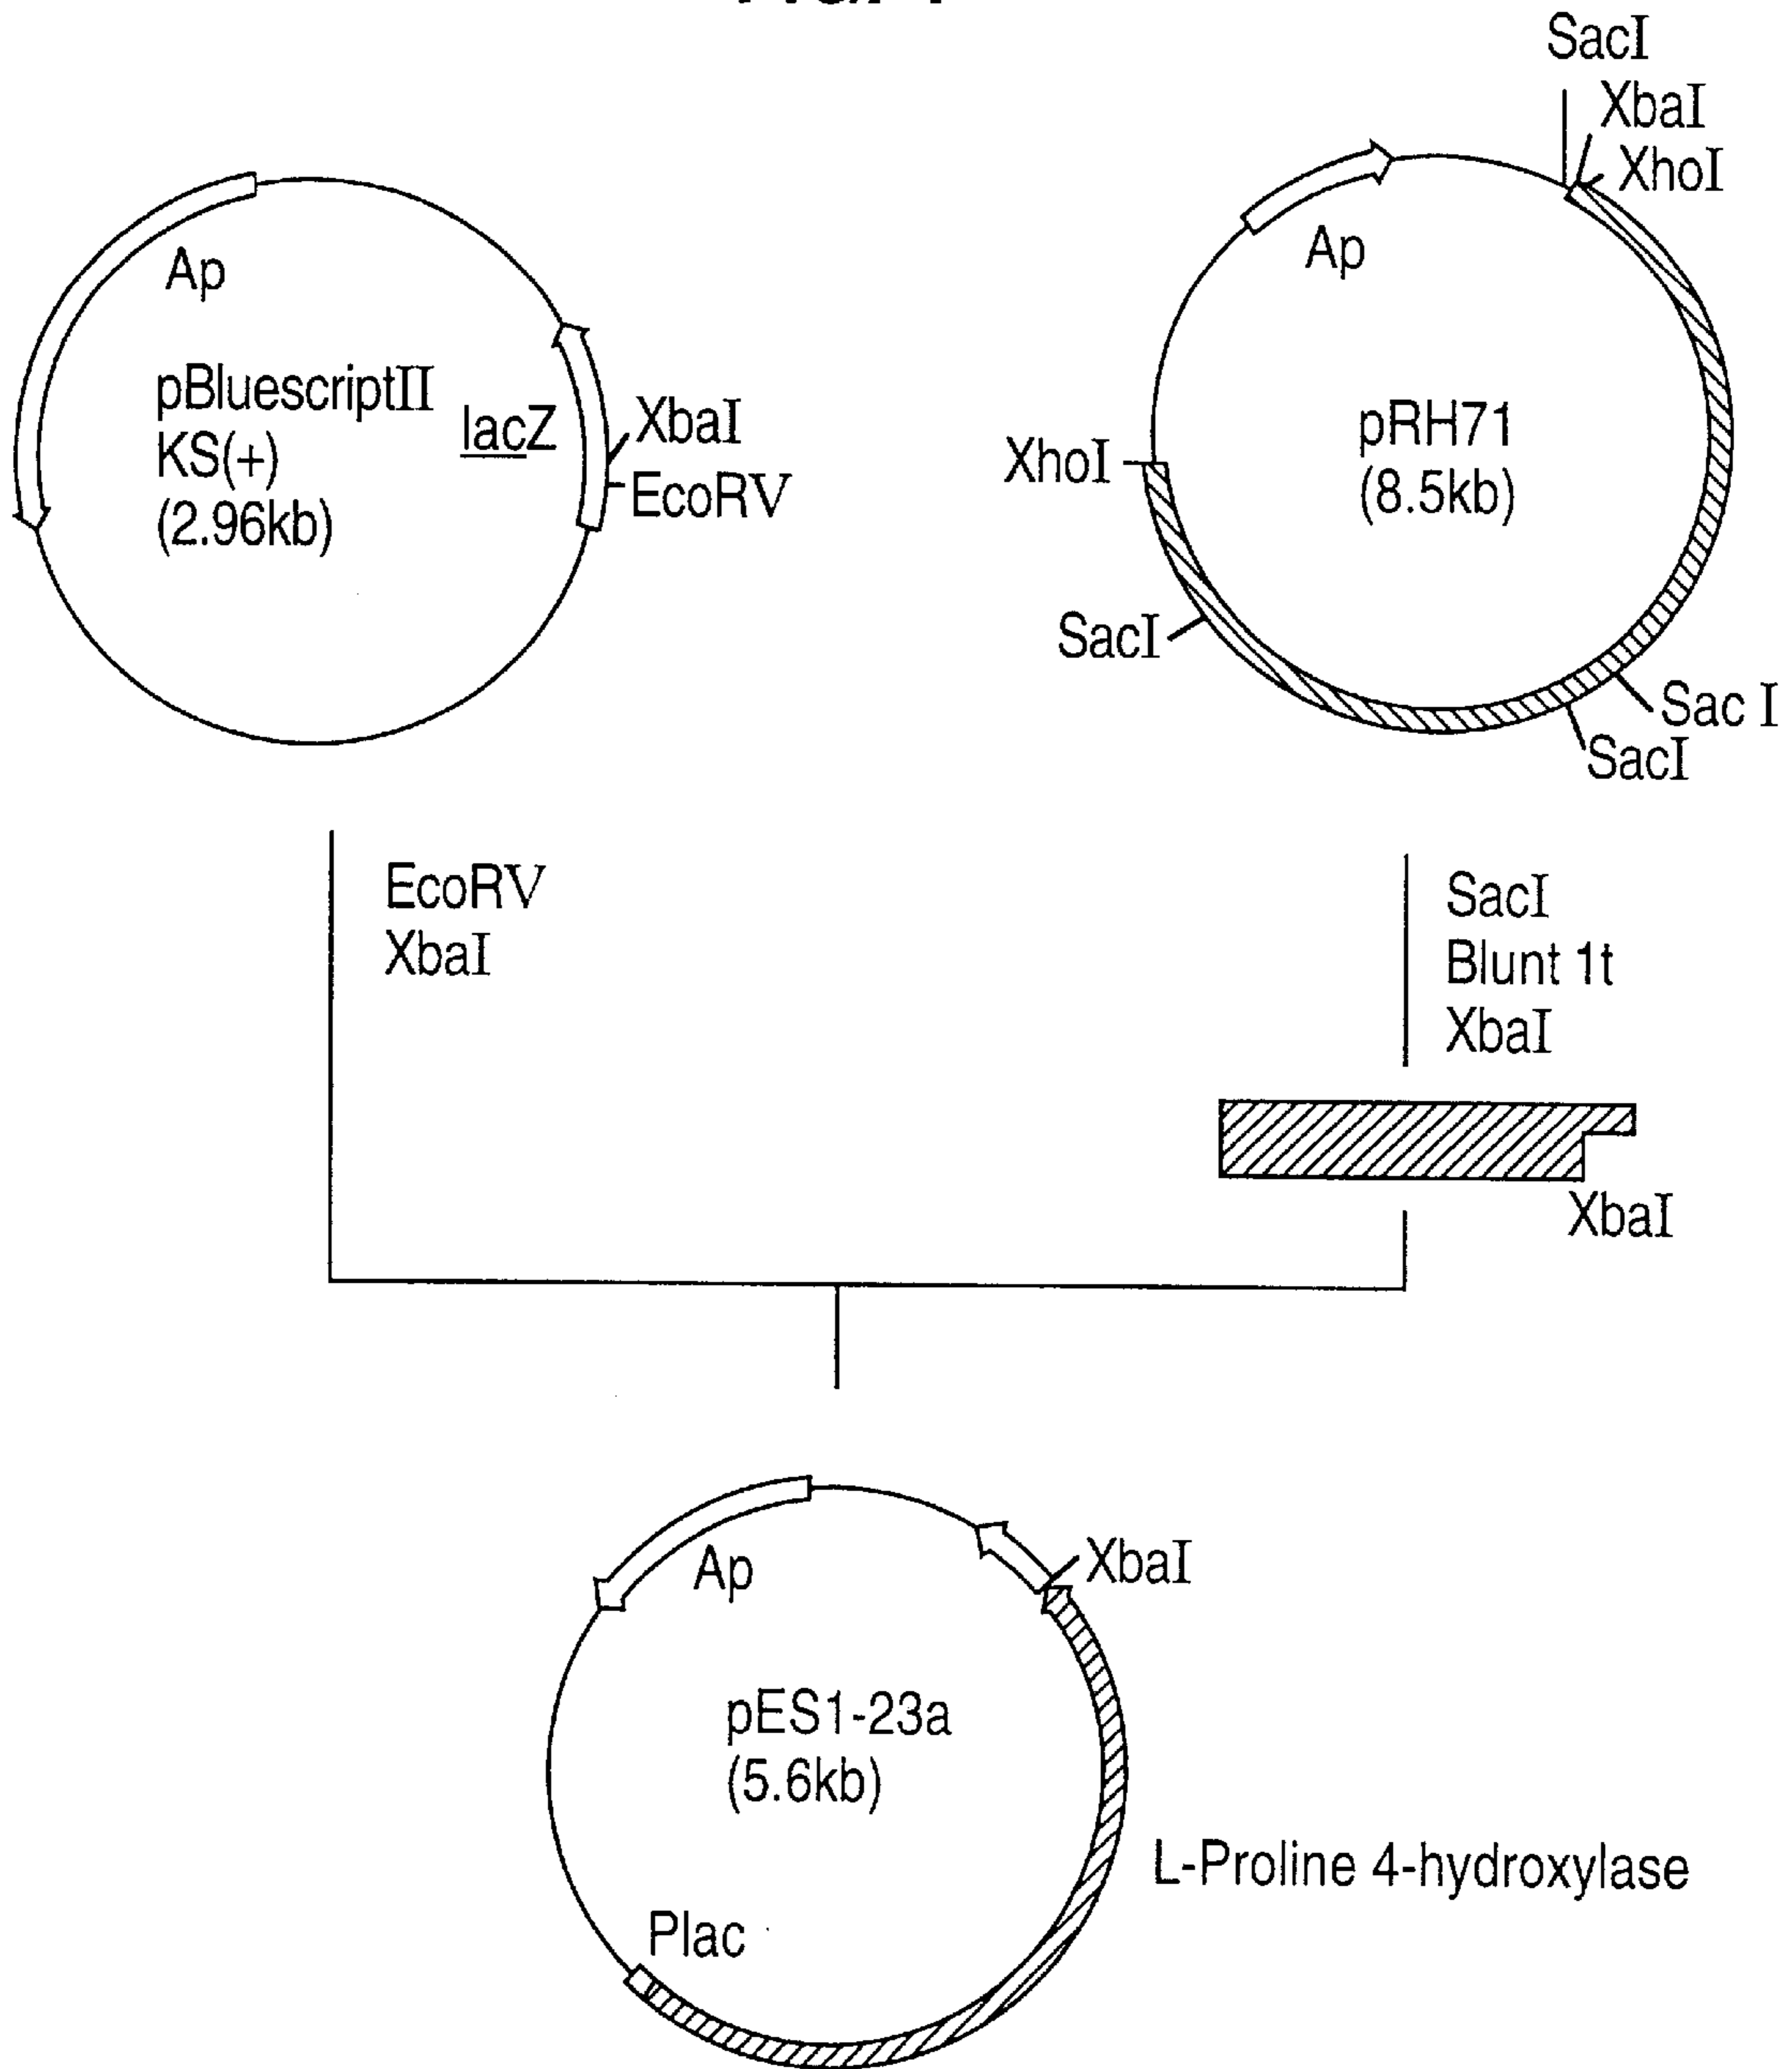 SacI
XbaI
XhoI
Ap
pBluescriptII
KS(+)
(2.96kb)
lacZ
XbaI
EcoRV
Ap
pRH71
(8.5kb)
XhoI
SacI
Sac I
SacI
EcoRV
XbaI
SacI
Blunt 1t
XbaI
XbaI
Ap
XbaI
pES1-23a
(5.6kb)
L-Proline 4-hydroxylase
Plac